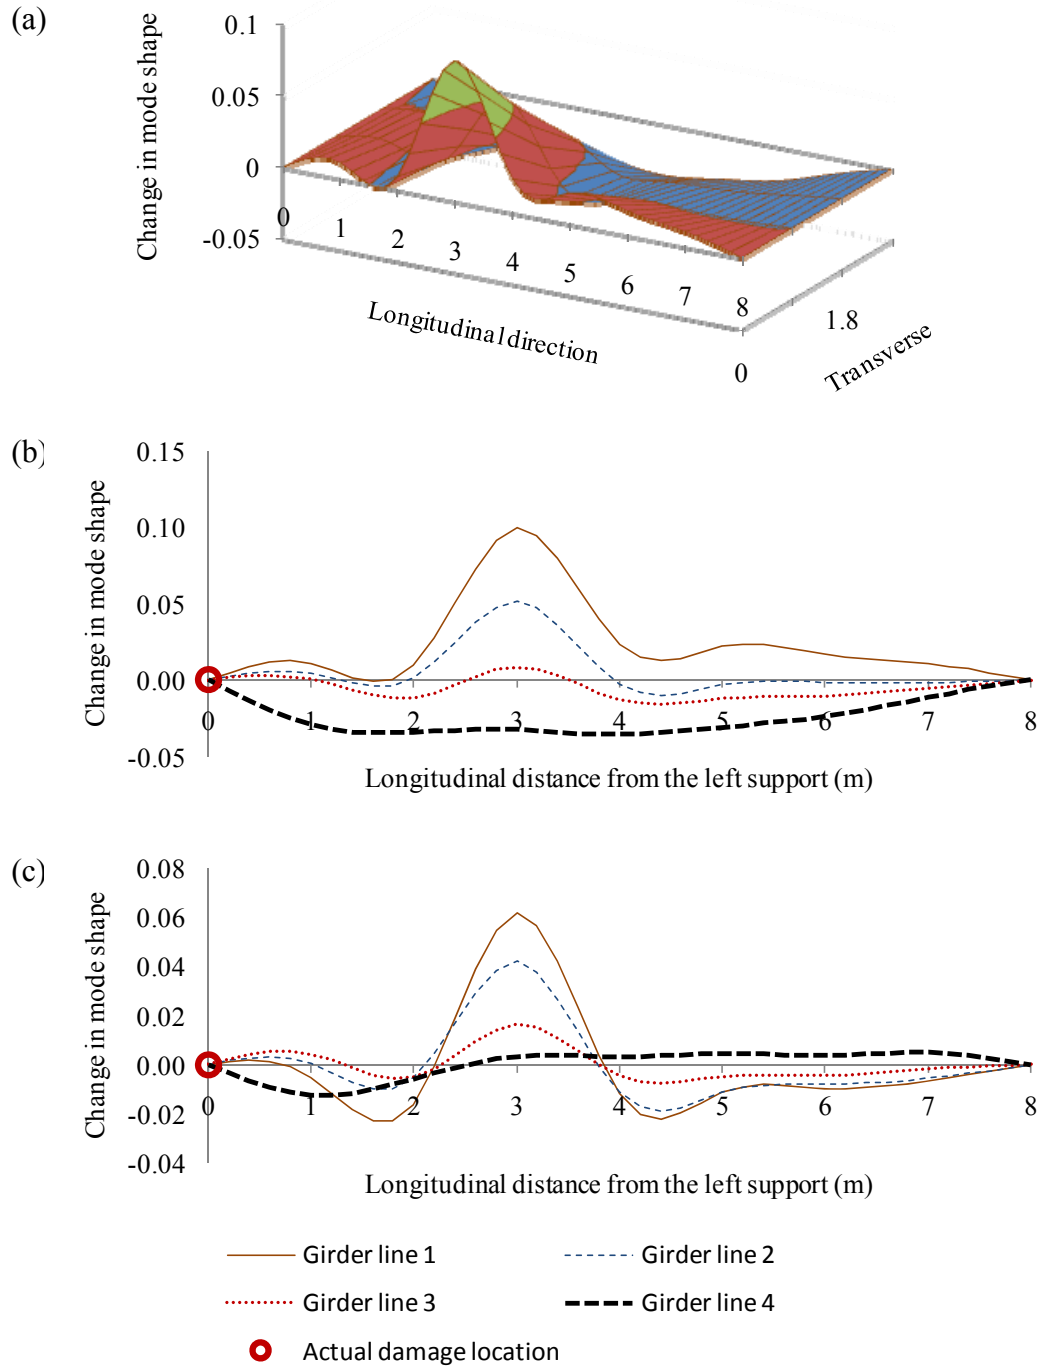 (a)
Change in mode shape
0.1
0.05
0
-0.05
0
1
2
3
4
5
6
7
8
Longitudinal direction
0
1.8
Transverse
(b)
Change in mode shape
0.15
0.10
0.05
0.00
-0.05
0 1 2 3 4 5 6 7 8
Longitudinal distance from the left support (m)
(c)
Change in mode shape
0.08
0.06
0.04
0.02
0.00
-0.02
-0.04
0 1 2 3 4 5 6 7 8
Longitudinal distance from the left support (m)
Girder line 1
Girder line 2
Girder line 3
Girder line 4
Actual damage location